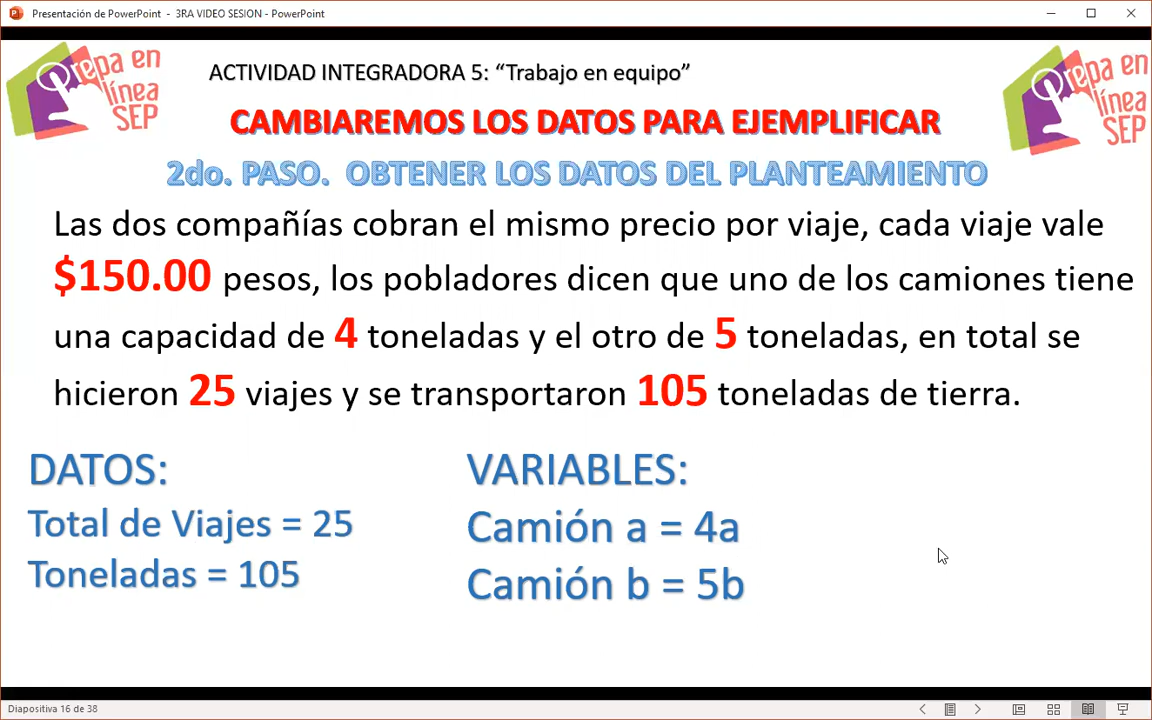 Presentación de PowerPoint - 3RA VIDEO SESION - PowerPoint
Prepa en línea SEP
ACTIVIDAD INTEGRADORA 5: “Trabajo en equipo”
Prepa en línea SEP
CAMBIAREMOS LOS DATOS PARA EJEMPLIFICAR
2do. PASO. OBTENER LOS DATOS DEL PLANTEAMIENTO
Las dos compañías cobran el mismo precio por viaje, cada viaje vale
$150.00 pesos, los pobladores dicen que uno de los camiones tiene
una capacidad de 4 toneladas y el otro de 5 toneladas, en total se
hicieron 25 viajes y se transportaron 105 toneladas de tierra.
DATOS:
Total de Viajes = 25
Toneladas = 105
VARIABLES:
Camión a = 4a
Camión b = 5b
Diapositiva 16 de 38